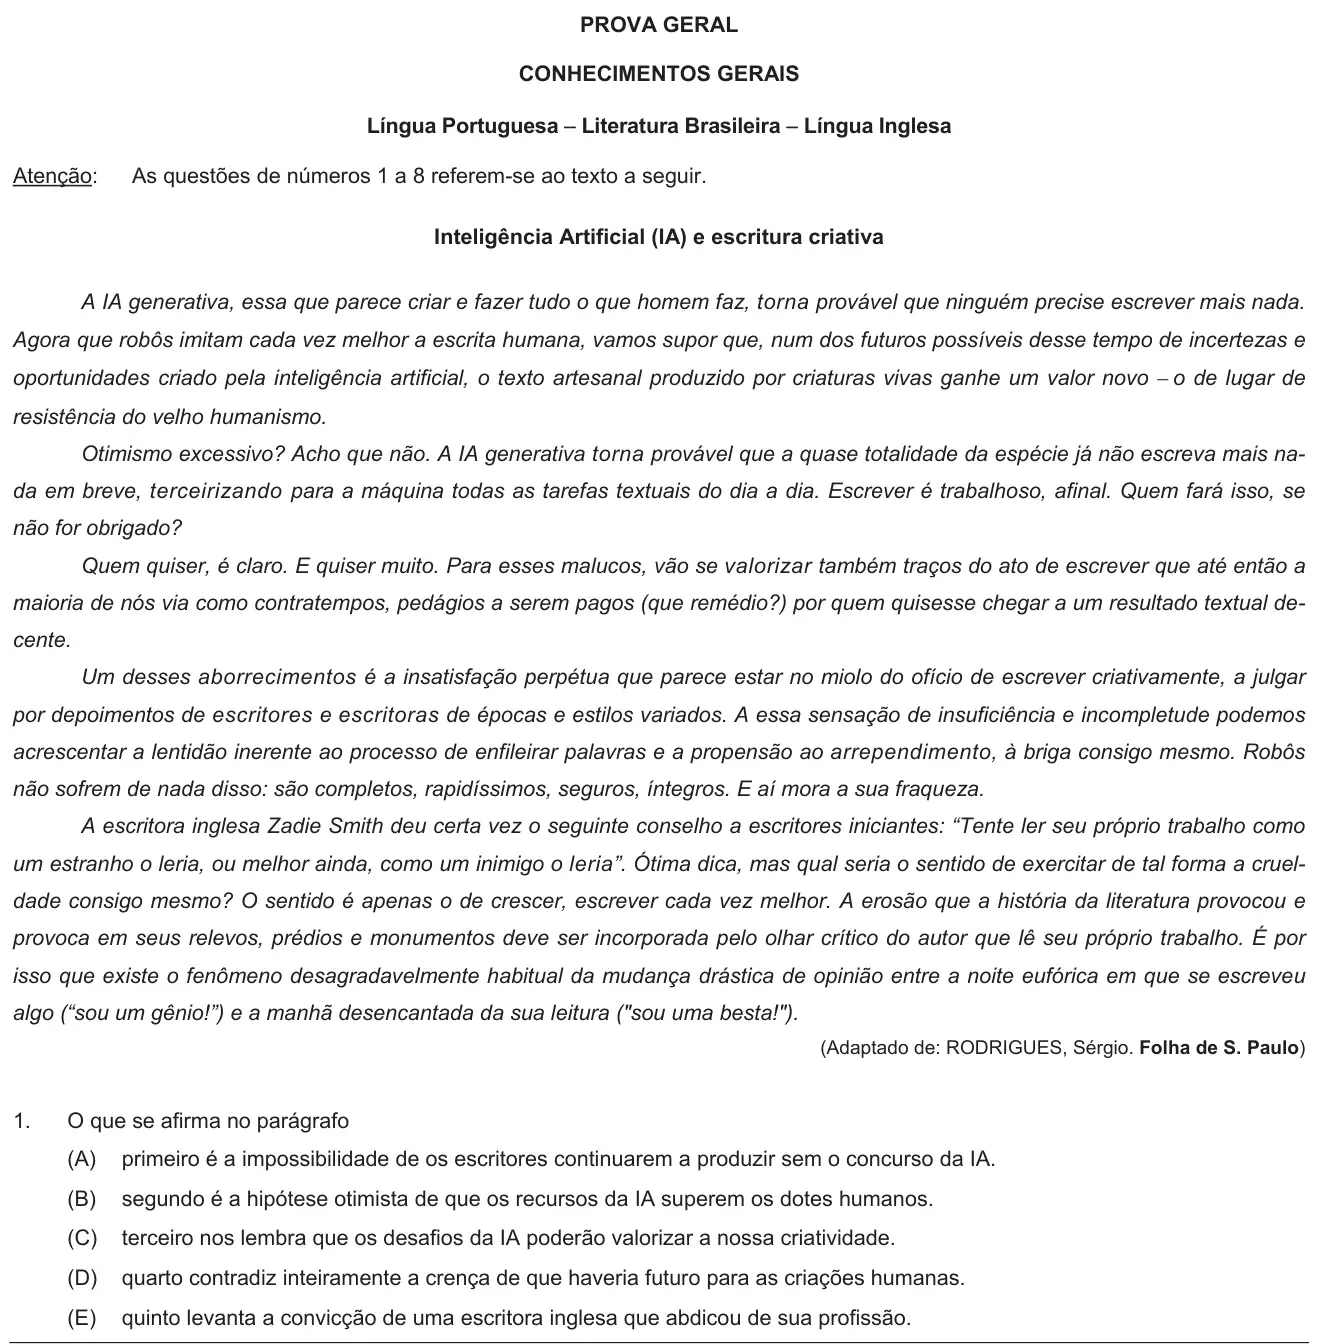 PROVA GERAL
CONHECIMENTOS GERAIS
Língua Portuguesa – Literatura Brasileira – Língua Inglesa
Atenção: As questões de números 1 a 8 referem-se ao texto a seguir.
Inteligência Artificial (IA) e escritura criativa
A IA generativa, essa que parece criar e fazer tudo o que homem faz, torna provável que ninguém precise escrever mais nada.
Agora que robôs imitam cada vez melhor a escrita humana, vamos supor que, num dos futuros possíveis desse tempo de incertezas e
oportunidades criado pela inteligência artificial, o texto artesanal produzido por criaturas vivas ganhe um valor novo – o de lugar de
resistência do velho humanismo.
Otimismo excessivo? Acho que não. A IA generativa torna provável que a quase totalidade da espécie já não escreva mais na-
da em breve, terceirizando para a máquina todas as tarefas textuais do dia a dia. Escrever é trabalhoso, afinal. Quem fará isso, se
não for obrigado?
Quem quiser, é claro. E quiser muito. Para esses malucos, vão se valorizar também traços do ato de escrever que até então a
maioria de nós via como contratempos, pedágios a serem pagos (que remédio?) por quem quisesse chegar a um resultado textual de-
cente.
Um desses aborrecimentos é a insatisfação perpétua que parece estar no miolo do ofício de escrever criativamente, a julgar
por depoimentos de escritores e escritoras de épocas e estilos variados. A essa sensação de insuficiência e incompletude podemos
acrescentar a lentidão inerente ao processo de enfileirar palavras e a propensão ao arrependimento, à briga consigo mesmo. Robôs
não sofrem de nada disso: são completos, rapidíssimos, seguros, íntegros. E aí mora a sua fraqueza.
A escritora inglesa Zadie Smith deu certa vez o seguinte conselho a escritores iniciantes: “Tente ler seu próprio trabalho como
um estranho o leria, ou melhor ainda, como um inimigo o leria”. Ótima dica, mas qual seria o sentido de exercitar de tal forma a cruel-
dade consigo mesmo? O sentido é apenas o de crescer, escrever cada vez melhor. A erosão que a história da literatura provocou e
provoca em seus relevos, prédios e monumentos deve ser incorporada pelo olhar crítico do autor que lê seu próprio trabalho. É por
isso que existe o fenômeno desagradavelmente habitual da mudança drástica de opinião entre a noite eufórica em que se escreveu
algo (“sou um gênio!”) e a manhã desencantada da sua leitura ("sou uma besta!").
(Adaptado de: RODRIGUES, Sérgio. Folha de S. Paulo)
1. O que se afirma no parágrafo
(A) primeiro é a impossibilidade de os escritores continuarem a produzir sem o concurso da IA.
(B) segundo é a hipótese otimista de que os recursos da IA superem os dotes humanos.
(C) terceiro nos lembra que os desafios da IA poderão valorizar a nossa criatividade.
(D) quarto contradiz inteiramente a crença de que haveria futuro para as criações humanas.
(E) quinto levanta a convicção de uma escritora inglesa que abdicou de sua profissão.